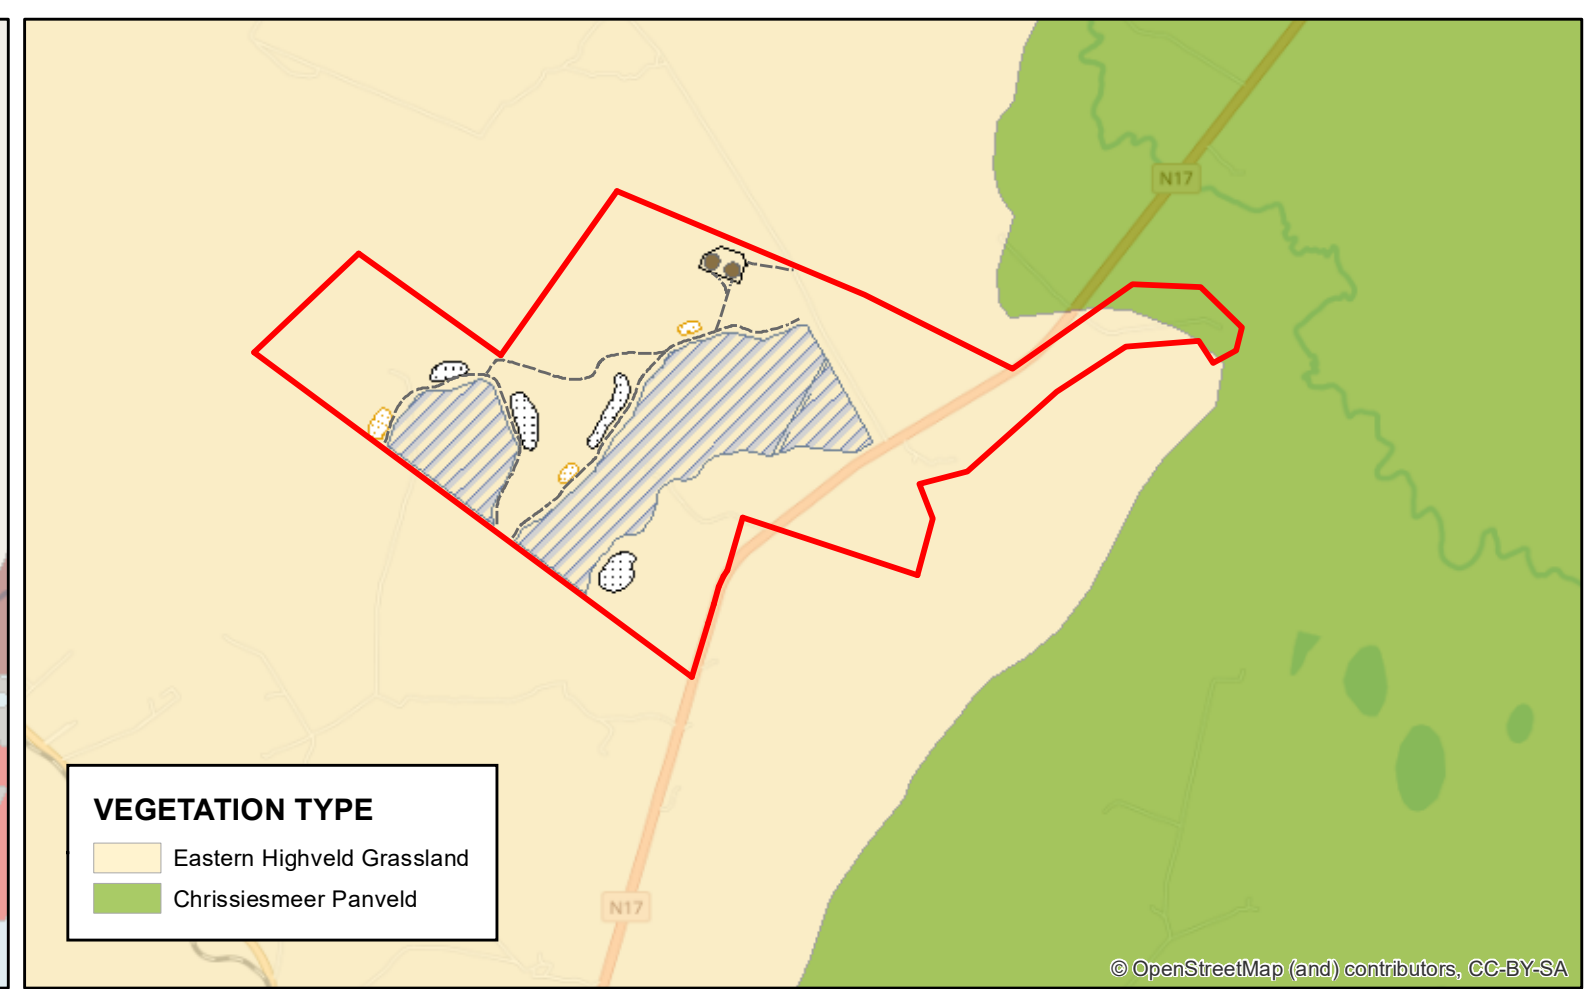 N17
VEGETATION TYPE
Eastern Highveld Grassland
Chrissiesmeer Panveld
N17
© OpenStreetMap (and) contributors, CC-BY-SA